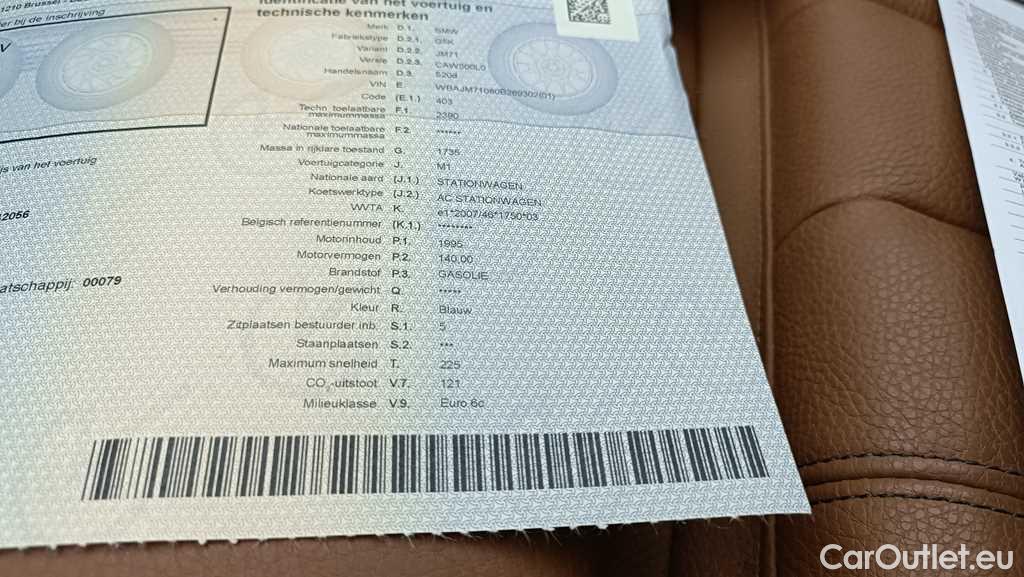 1210 Brussel -
der bij de inschrijving
V
Identificatie van het voertuig en
technische kenmerken
Merk D.1. BMW
Fabriekstype D.2.1. G5K
Variant D.2.2. JM71
Versie D.2.3. CAW500L0
Handelsnaam D.3. 520d
VIN E. WBAJM71080B269302(01)
Code (E.1.) 403
Techn. toelaatbare
maximummassa F.1. 2390
Nationale toelaatbare
maximummassa F.2. ******
Massa in rijklare toestand G. 1735
Voertuigcategorie J. M1
Nationale aard (J.1.) STATIONWAGEN
Koetswerktype (J.2.) AC STATIONWAGEN
WVTA K. e1*2007/46*1750*03
Belgisch referentienummer (K.1.) ********
Motorinhoud P.1. 1995
Motorvermogen P.2. 140.00
Brandstof P.3. GASOLIE
Verhouding vermogen/gewicht Q. *****
Kleur R. Blauw
Zitplaatsen bestuurder inb. S.1. 5
Staanplaatsen S.2. ***
Maximum snelheid T. 225
CO₂-uitstoot V.7. 121
Milieuklasse V.9. Euro 6c
js van het voertuig
2056
atschappij: 00079
CarOutlet.eu